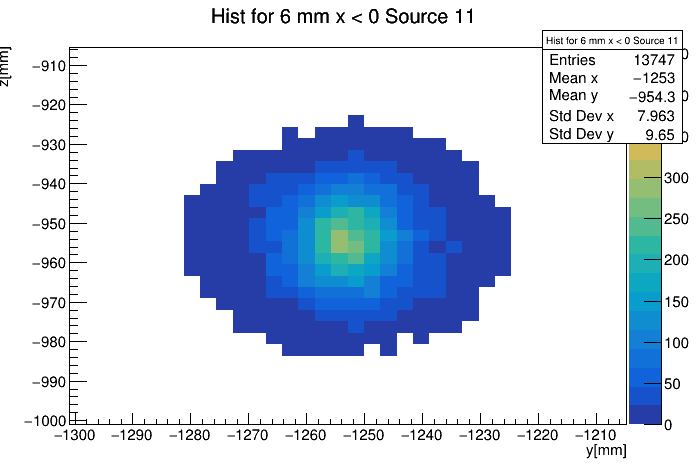 Hist for 6 mm x < 0 Source 11
Hist for 6 mm x < 0 Source 11
Entries 13747
Mean x −1253
Mean y −954.3
Std Dev x 7.963
Std Dev y 9.65
z[mm]
−910
−920
−930
−940
−950
−960
−970
−980
−990
−1000
−1300 −1290 −1280 −1270 −1260 −1250 −1240 −1230 −1220 −1210
y[mm]
300
250
200
150
100
50
0